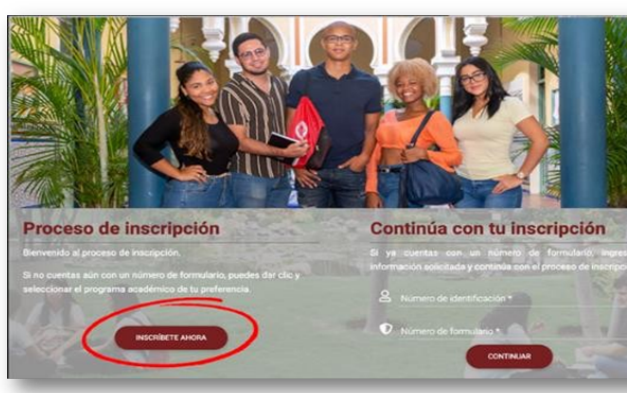 Proceso de inscripción
Bienvenido al proceso de inscripción.
Si no cuentas aún con un número de formulario, puedes dar clic y
seleccionar el programa académico de tu preferencia.
INSCRÍBETE AHORA
Continúa con tu inscripción
Si ya cuentas con un número de formulario,
información solicitada y continúa con el proceso de
Número de identificación *
Número de formulario *
CONTINUAR